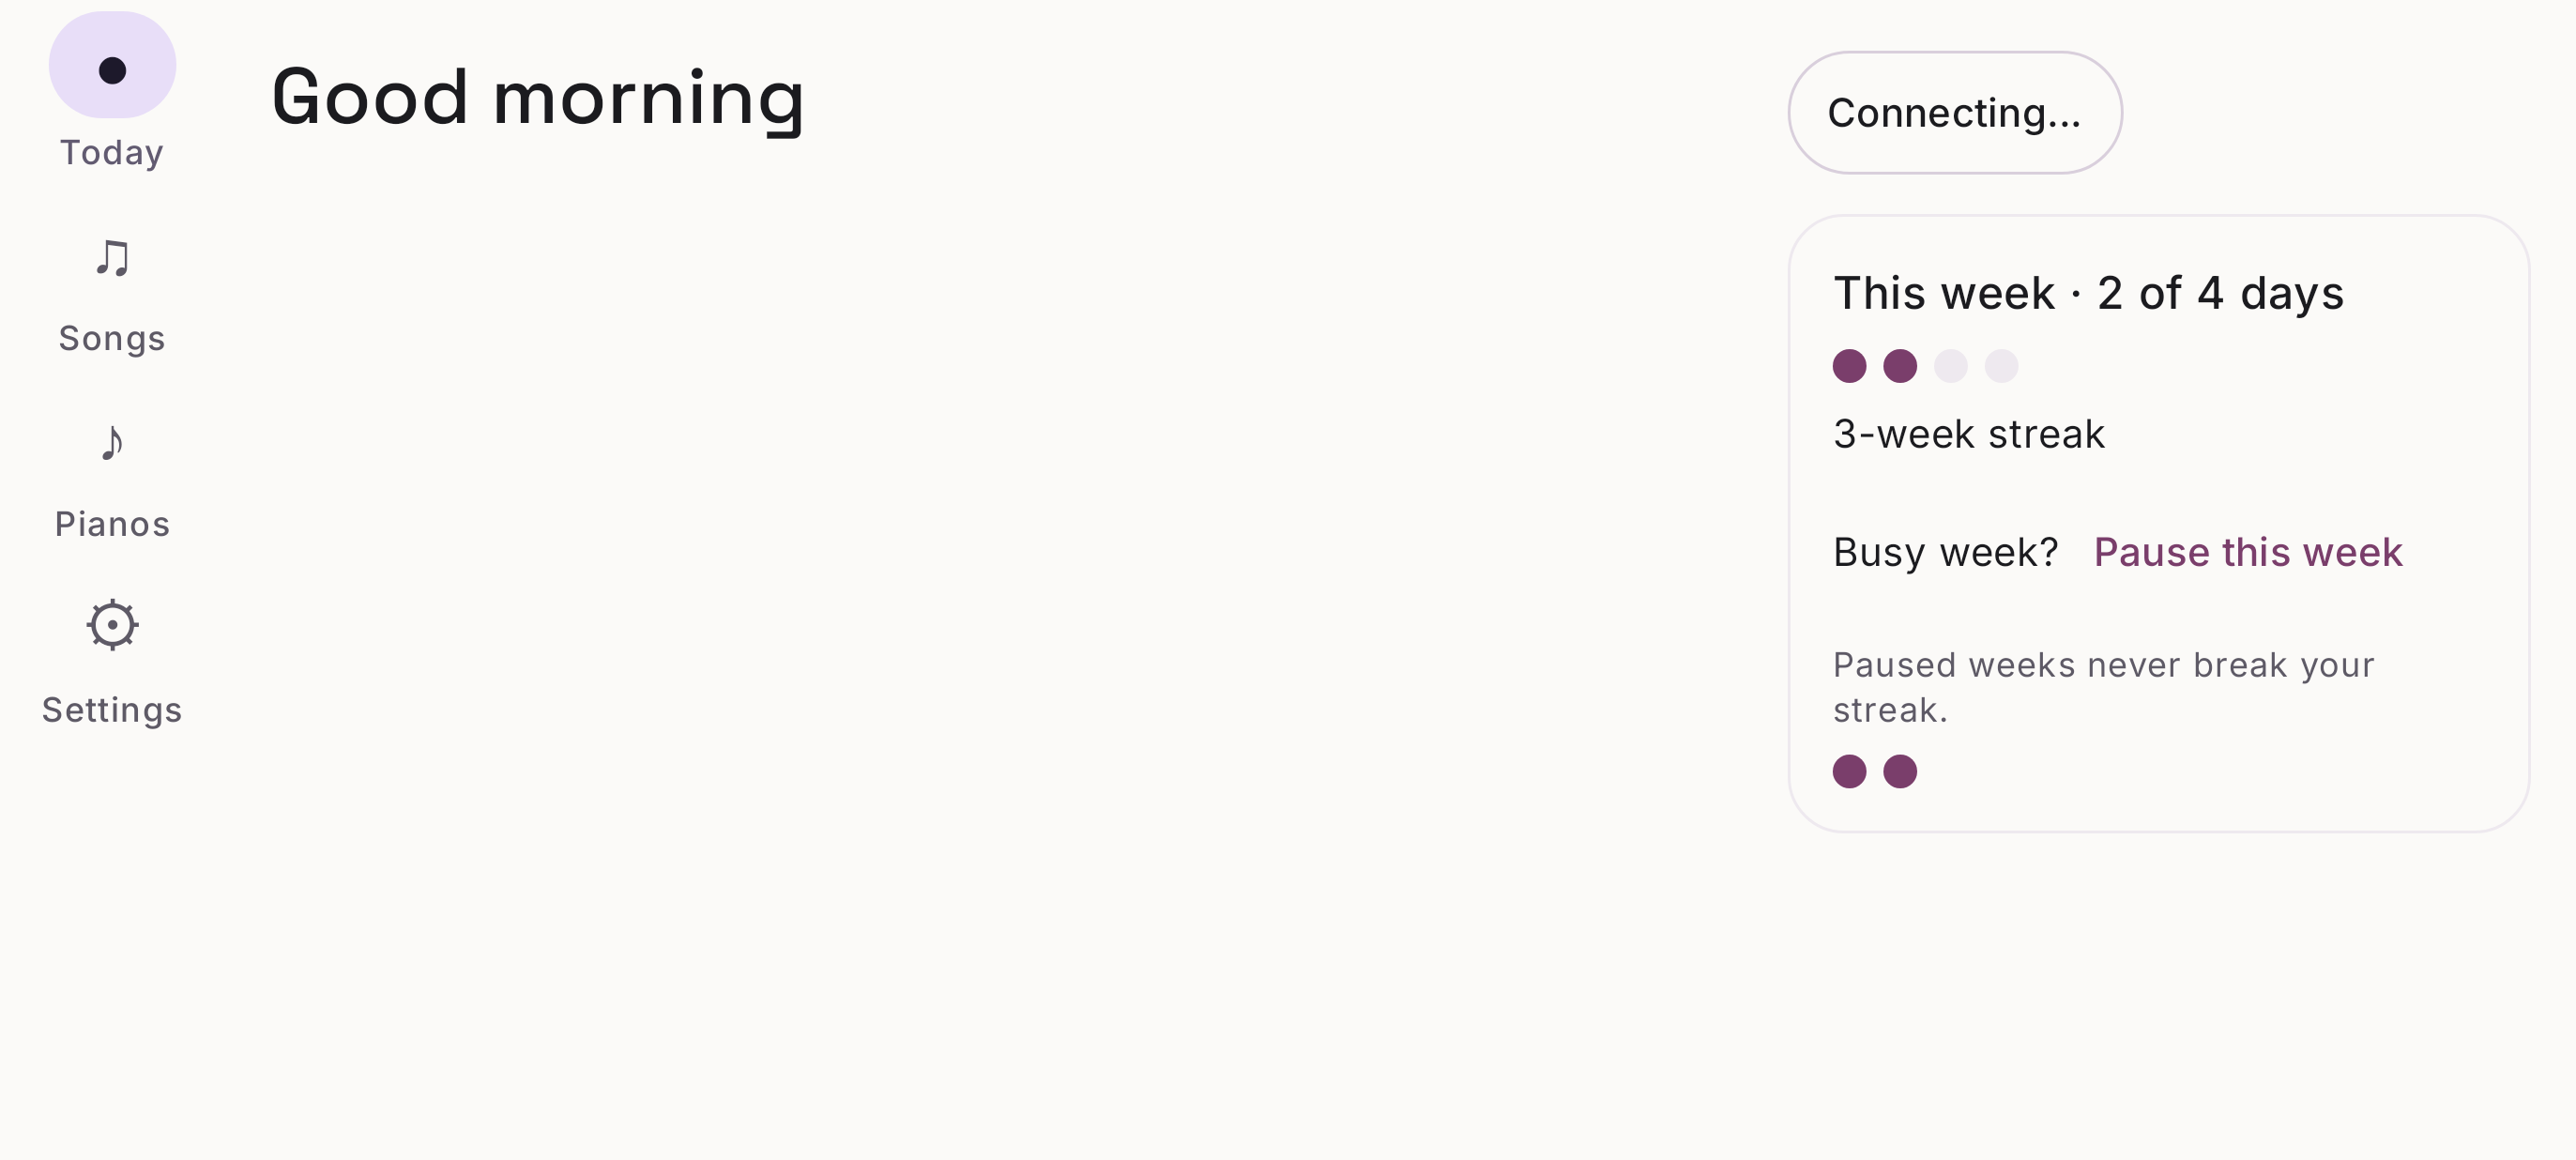 Today
Songs
Pianos
Settings
Good morning
Connecting...
This week · 2 of 4 days
3-week streak
Busy week? Pause this week
Paused weeks never break your
streak.